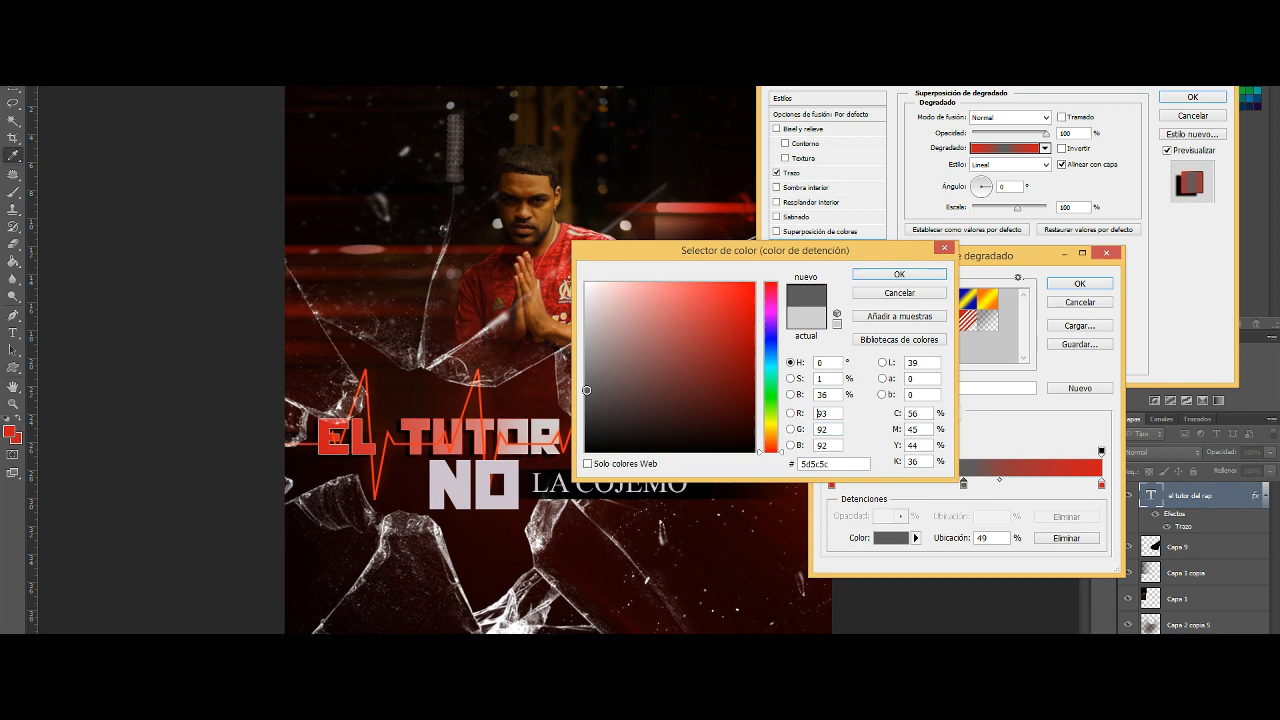 Superposición de degradado
Estilos
Degradado
Opciones de fusión: Por defecto
Modo de fusión: Normal
Tramado
Bisel y relieve
Opacidad: 100 %
Contorno
Degradado:
Invertir
Textura
Estilo: Lineal
Alinear con capa
Trazo
Ángulo: 0 °
Sombra interior
Resplandor interior
Escala: 100 %
Satinado
Superposición de colores
Establecer como valores por defecto
Restaurar valores por defecto
OK
Cancelar
Estilo nuevo...
Previsualizar
Selector de color (color de detención)
nuevo
actual
OK
Cancelar
Añadir a muestras
Bibliotecas de colores
H: 0 °
S: 1 %
B: 36 %
R: 93
G: 92
B: 92
L: 39
a: 0
b: 0
C: 56 %
M: 45 %
Y: 44 %
K: 36 %
Solo colores Web
# 5d5c5c
de degradado
OK
Cancelar
Cargar...
Guardar...
Nuevo
Detenciones
Opacidad: %
Ubicación: %
Eliminar
Color:
Ubicación: 49 %
Eliminar
EL TUTOR
NO
LA COJEMO
apas Canales Trazados
Tipo
Normal
Opacidad: 100%
Relleno: 100%
T el tutor del rap fx
Efectos
Trazo
Capa 9
Capa 1 copia
Capa 1
Capa 2 copia 5